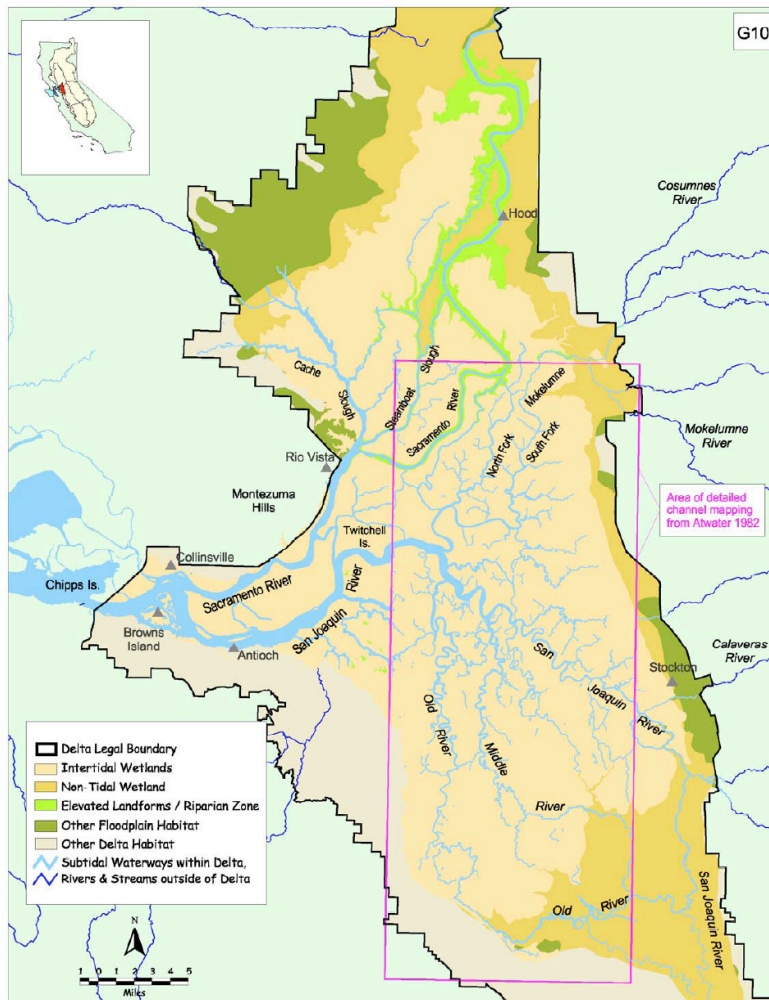 G10
Cosumnes
River
Hood
Cache
Slough
Steamboat
Slough
Sacramento
River
Mokelumne
North Fork
South Fork
Mokelumne
River
Rio Vista
Montezuma
Hills
Area of detailed
channel mapping
from Atwater 1982
Twitchell
Is.
Collinsville
Chipps Is.
Sacramento River
Browns
Island
Antioch
San Joaquin
River
San
Joaquin
River
Calaveras
River
Stockton
Old
River
Middle
River
Old
River
San Joaquin River
Delta Legal Boundary
Intertidal Wetlands
Non-Tidal Wetland
Elevated Landforms / Riparian Zone
Other Floodplain Habitat
Other Delta Habitat
Subtidal Waterways within Delta,
Rivers & Streams outside of Delta
N
1 0 1 2 3 4 5
Miles